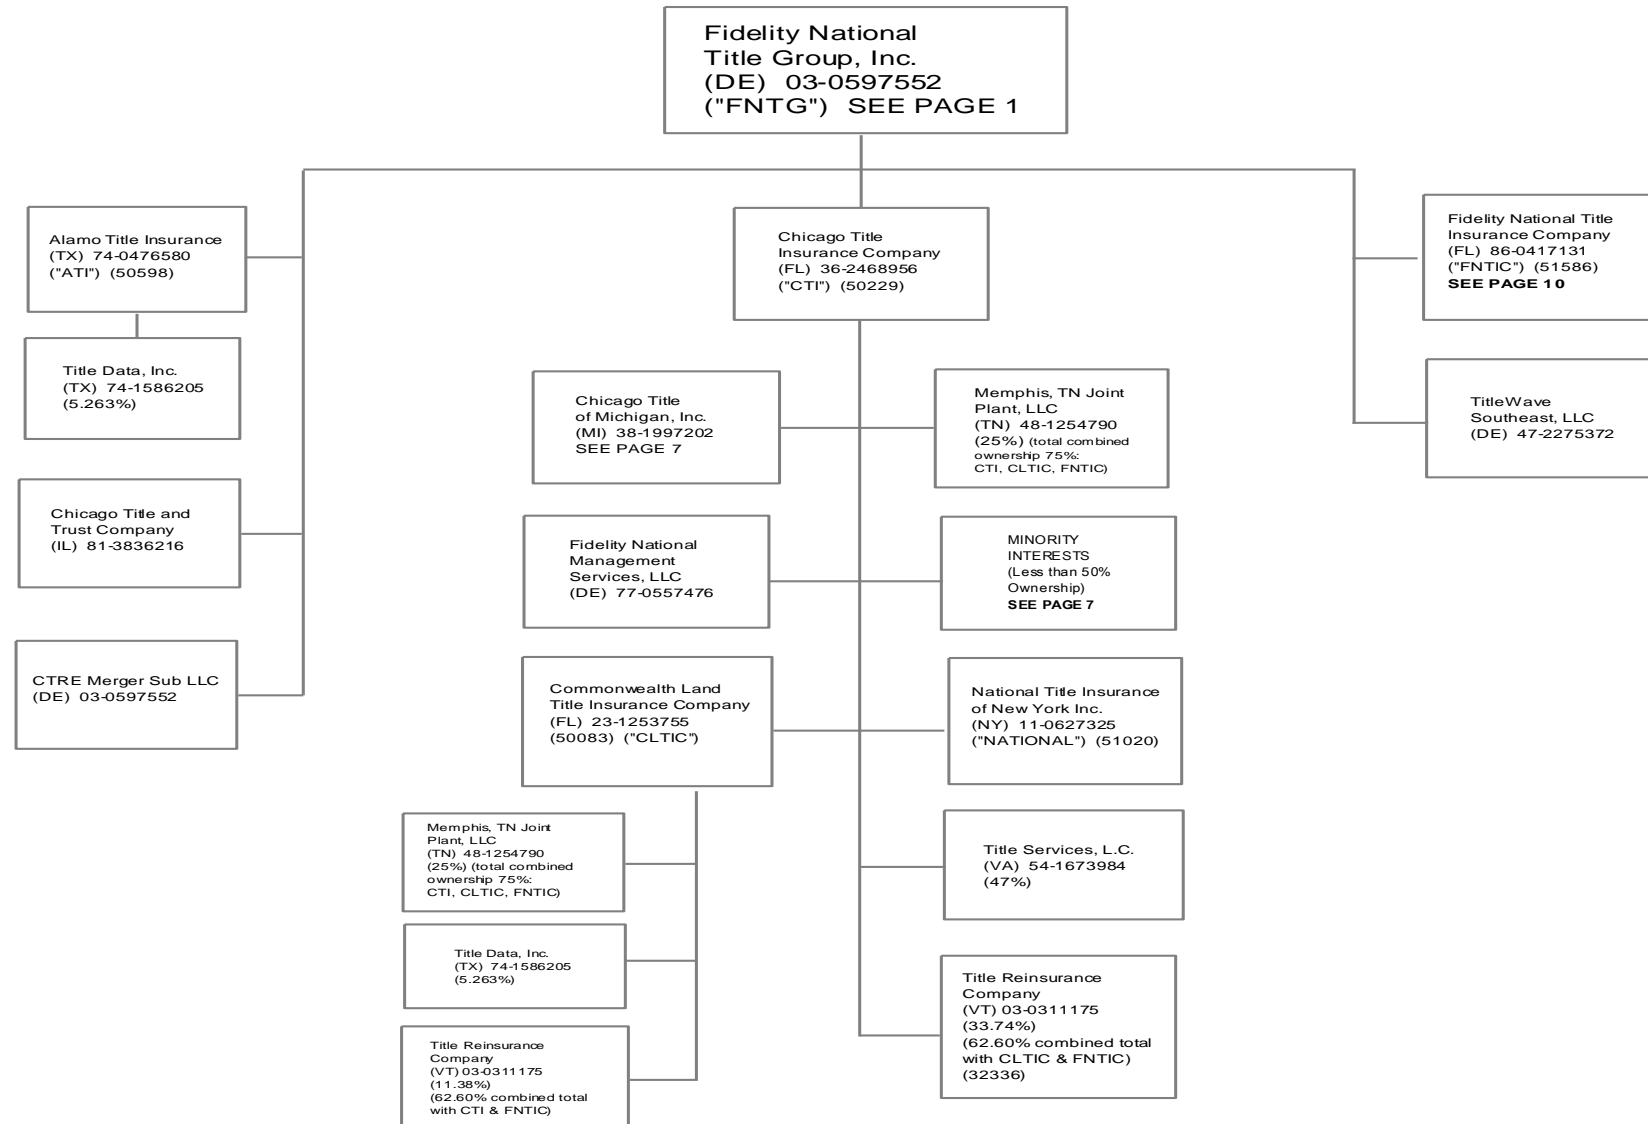 Fidelity National
Title Group, Inc.
(DE) 03-0597552
("FNTG") SEE PAGE 1
Alamo Title Insurance
(TX) 74-0476580
("ATI") (50598)
Title Data, Inc.
(TX) 74-1586205
(5.263%)
Chicago Title and
Trust Company
(IL) 81-3836216
CTRE Merger Sub LLC
(DE) 03-0597552
Chicago Title
Insurance Company
(FL) 36-2468956
("CTI") (50229)
Chicago Title
of Michigan, Inc.
(MI) 38-1997202
SEE PAGE 7
Memphis, TN Joint
Plant, LLC
(TN) 48-1254790
(25%) (total combined
ownership 75%:
CTI, CLTIC, FNTIC)
Fidelity National
Management
Services, LLC
(DE) 77-0557476
MINORITY
INTERESTS
(Less than 50%
Ownership)
SEE PAGE 7
Commonwealth Land
Title Insurance Company
(FL) 23-1253755
(50083) ("CLTIC")
National Title Insurance
of New York Inc.
(NY) 11-0627325
("NATIONAL") (51020)
Memphis, TN Joint
Plant, LLC
(TN) 48-1254790
(25%) (total combined
ownership 75%:
CTI, CLTIC, FNTIC)
Title Data, Inc.
(TX) 74-1586205
(5.263%)
Title Reinsurance
Company
(VT) 03-0311175
(11.38%)
(62.60% combined total
with CTI & FNTIC)
Title Services, L.C.
(VA) 54-1673984
(47%)
Title Reinsurance
Company
(VT) 03-0311175
(33.74%)
(62.60% combined total
with CLTIC & FNTIC)
(32336)
Fidelity National Title
Insurance Company
(FL) 86-0417131
("FNTIC") (51586)
SEE PAGE 10
TitleWave
Southeast, LLC
(DE) 47-2275372